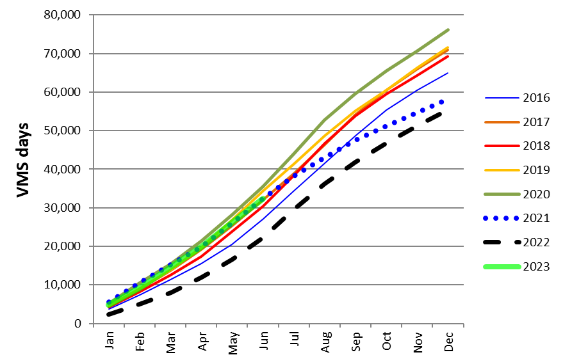 80,000
70,000
60,000
50,000
40,000
30,000
20,000
10,000
0
VMS days
Jan
Feb
Mar
Apr
May
Jun
Jul
Aug
Sep
Oct
Nov
Dec
2016
2017
2018
2019
2020
2021
2022
2023